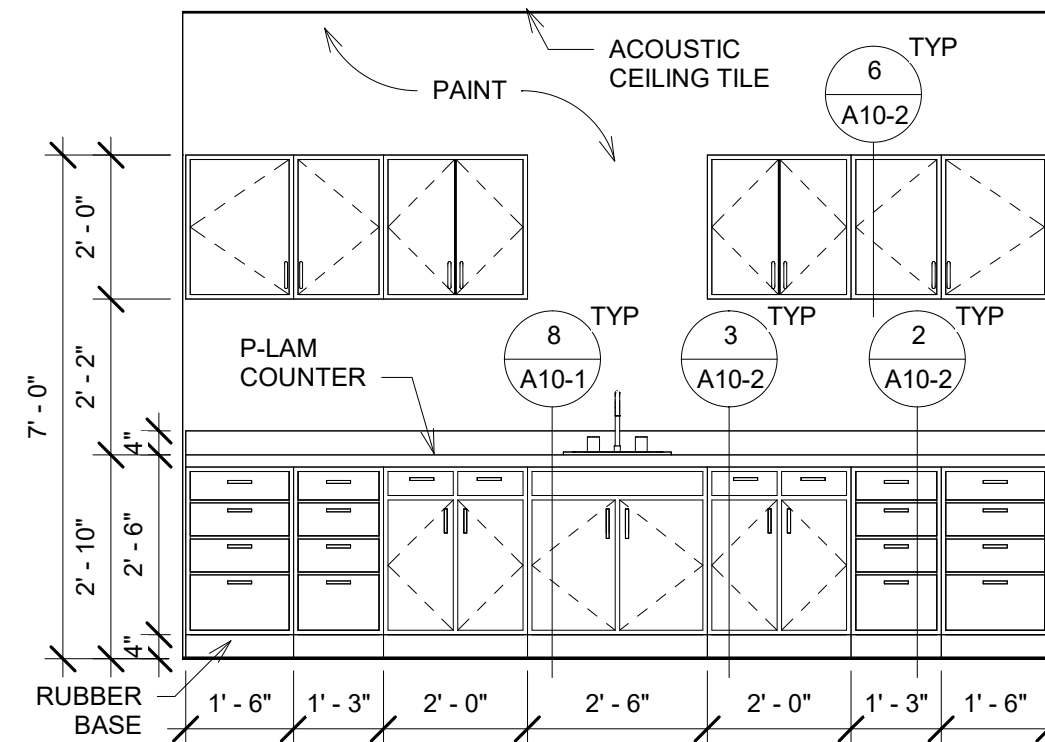 ACOUSTIC
CEILING TILE
PAINT
6
A10-2
TYP
7' - 0"
2' - 0"
2' - 2"
2' - 10"
4"
2' - 6"
4"
P-LAM
COUNTER
8
A10-1
TYP
3
A10-2
TYP
2
A10-2
TYP
RUBBER
BASE
1' - 6"
1' - 3"
2' - 0"
2' - 6"
2' - 0"
1' - 3"
1' - 6"